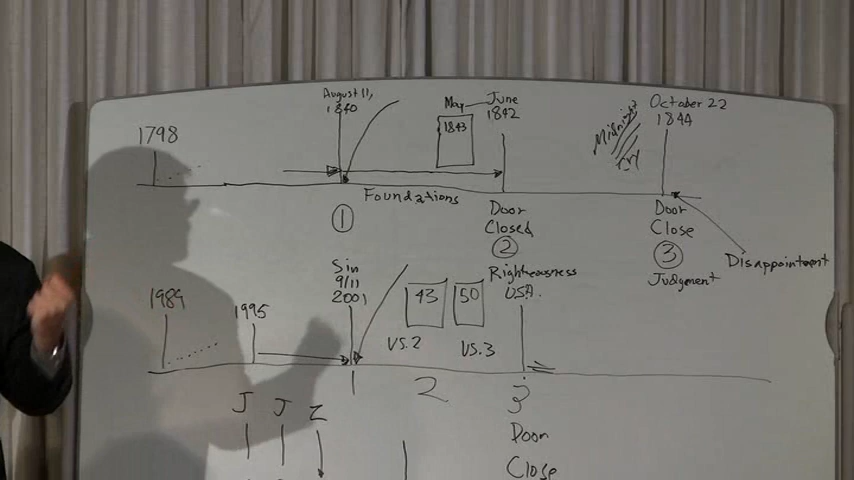 August 11,
1840
May
June
1842
1843
October 22
1844
1798
Midnight
Cry
Foundations
①
Door
Closed
②
Door
Close
③
Judgment
Disappointment
Sin
9/11
2001
Righteousness
USA.
1989
1995
43
50
VS.2
VS.3
1
2
3
J J Z
Door
Close